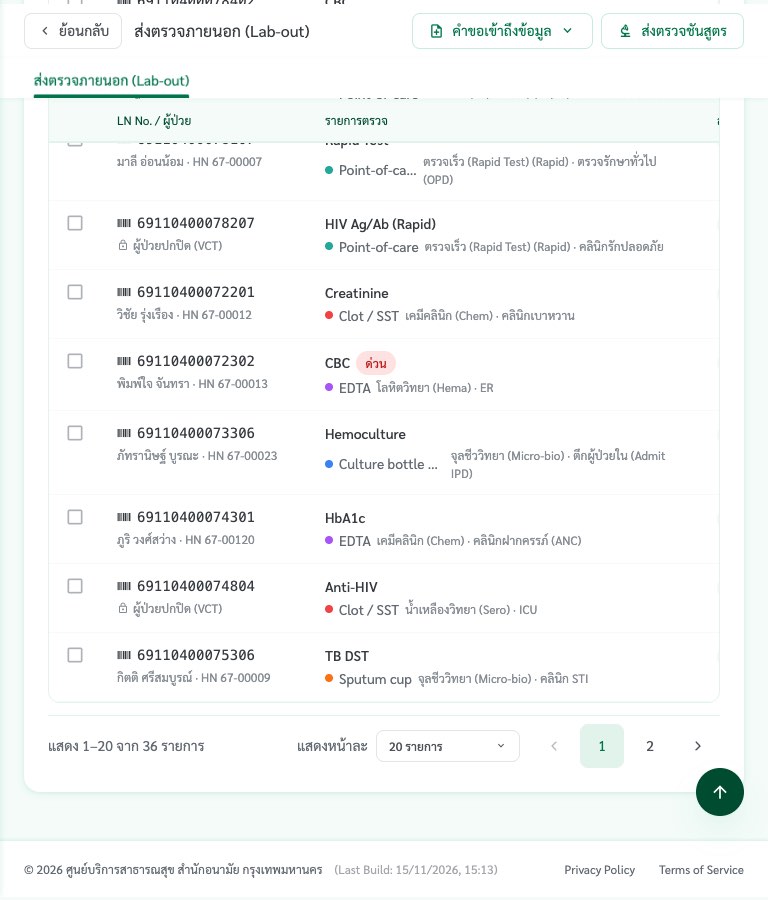 ย้อนกลับ
ส่งตรวจภายนอก (Lab-out)
คำขอเข้าถึงข้อมูล
ส่งตรวจชันสูตร
ส่งตรวจภายนอก (Lab-out)
LN No. / ผู้ป่วย
รายการตรวจ
มาลี อ่อนน้อม · HN 67-00007
Point-of-ca... ตรวจเร็ว (Rapid Test) (Rapid) · ตรวจรักษาทั่วไป
(OPD)
69110400078207
HIV Ag/Ab (Rapid)
ผู้ป่วยปกปิด (VCT)
Point-of-care ตรวจเร็ว (Rapid Test) (Rapid) · คลินิกรักปลอดภัย
69110400072201
Creatinine
วิชัย รุ่งเรือง · HN 67-00012
Clot / SST เคมีคลินิก (Chem) · คลินิกเบาหวาน
69110400072302
CBC ด่วน
พิมพ์ใจ จันทรา · HN 67-00013
EDTA โลหิตวิทยา (Hema) · ER
69110400073306
Hemoculture
ภัทรานิษฐ์ บูรณะ · HN 67-00023
Culture bottle ... จุลชีววิทยา (Micro-bio) · ตึกผู้ป่วยใน (Admit
IPD)
69110400074301
HbA1c
ภูริ วงศ์สว่าง · HN 67-00120
EDTA เคมีคลินิก (Chem) · คลินิกฝากครรภ์ (ANC)
69110400074804
Anti-HIV
ผู้ป่วยปกปิด (VCT)
Clot / SST น้ำเหลืองวิทยา (Sero) · ICU
69110400075306
TB DST
กิตติ ศรีสมบูรณ์ · HN 67-00009
Sputum cup จุลชีววิทยา (Micro-bio) · คลินิก STI
แสดง 1–20 จาก 36 รายการ
แสดงหน้าละ
20 รายการ
1
2
© 2026 ศูนย์บริการสาธารณสุข สำนักอนามัย กรุงเทพมหานคร (Last Build: 15/11/2026, 15:13)
Privacy Policy
Terms of Service